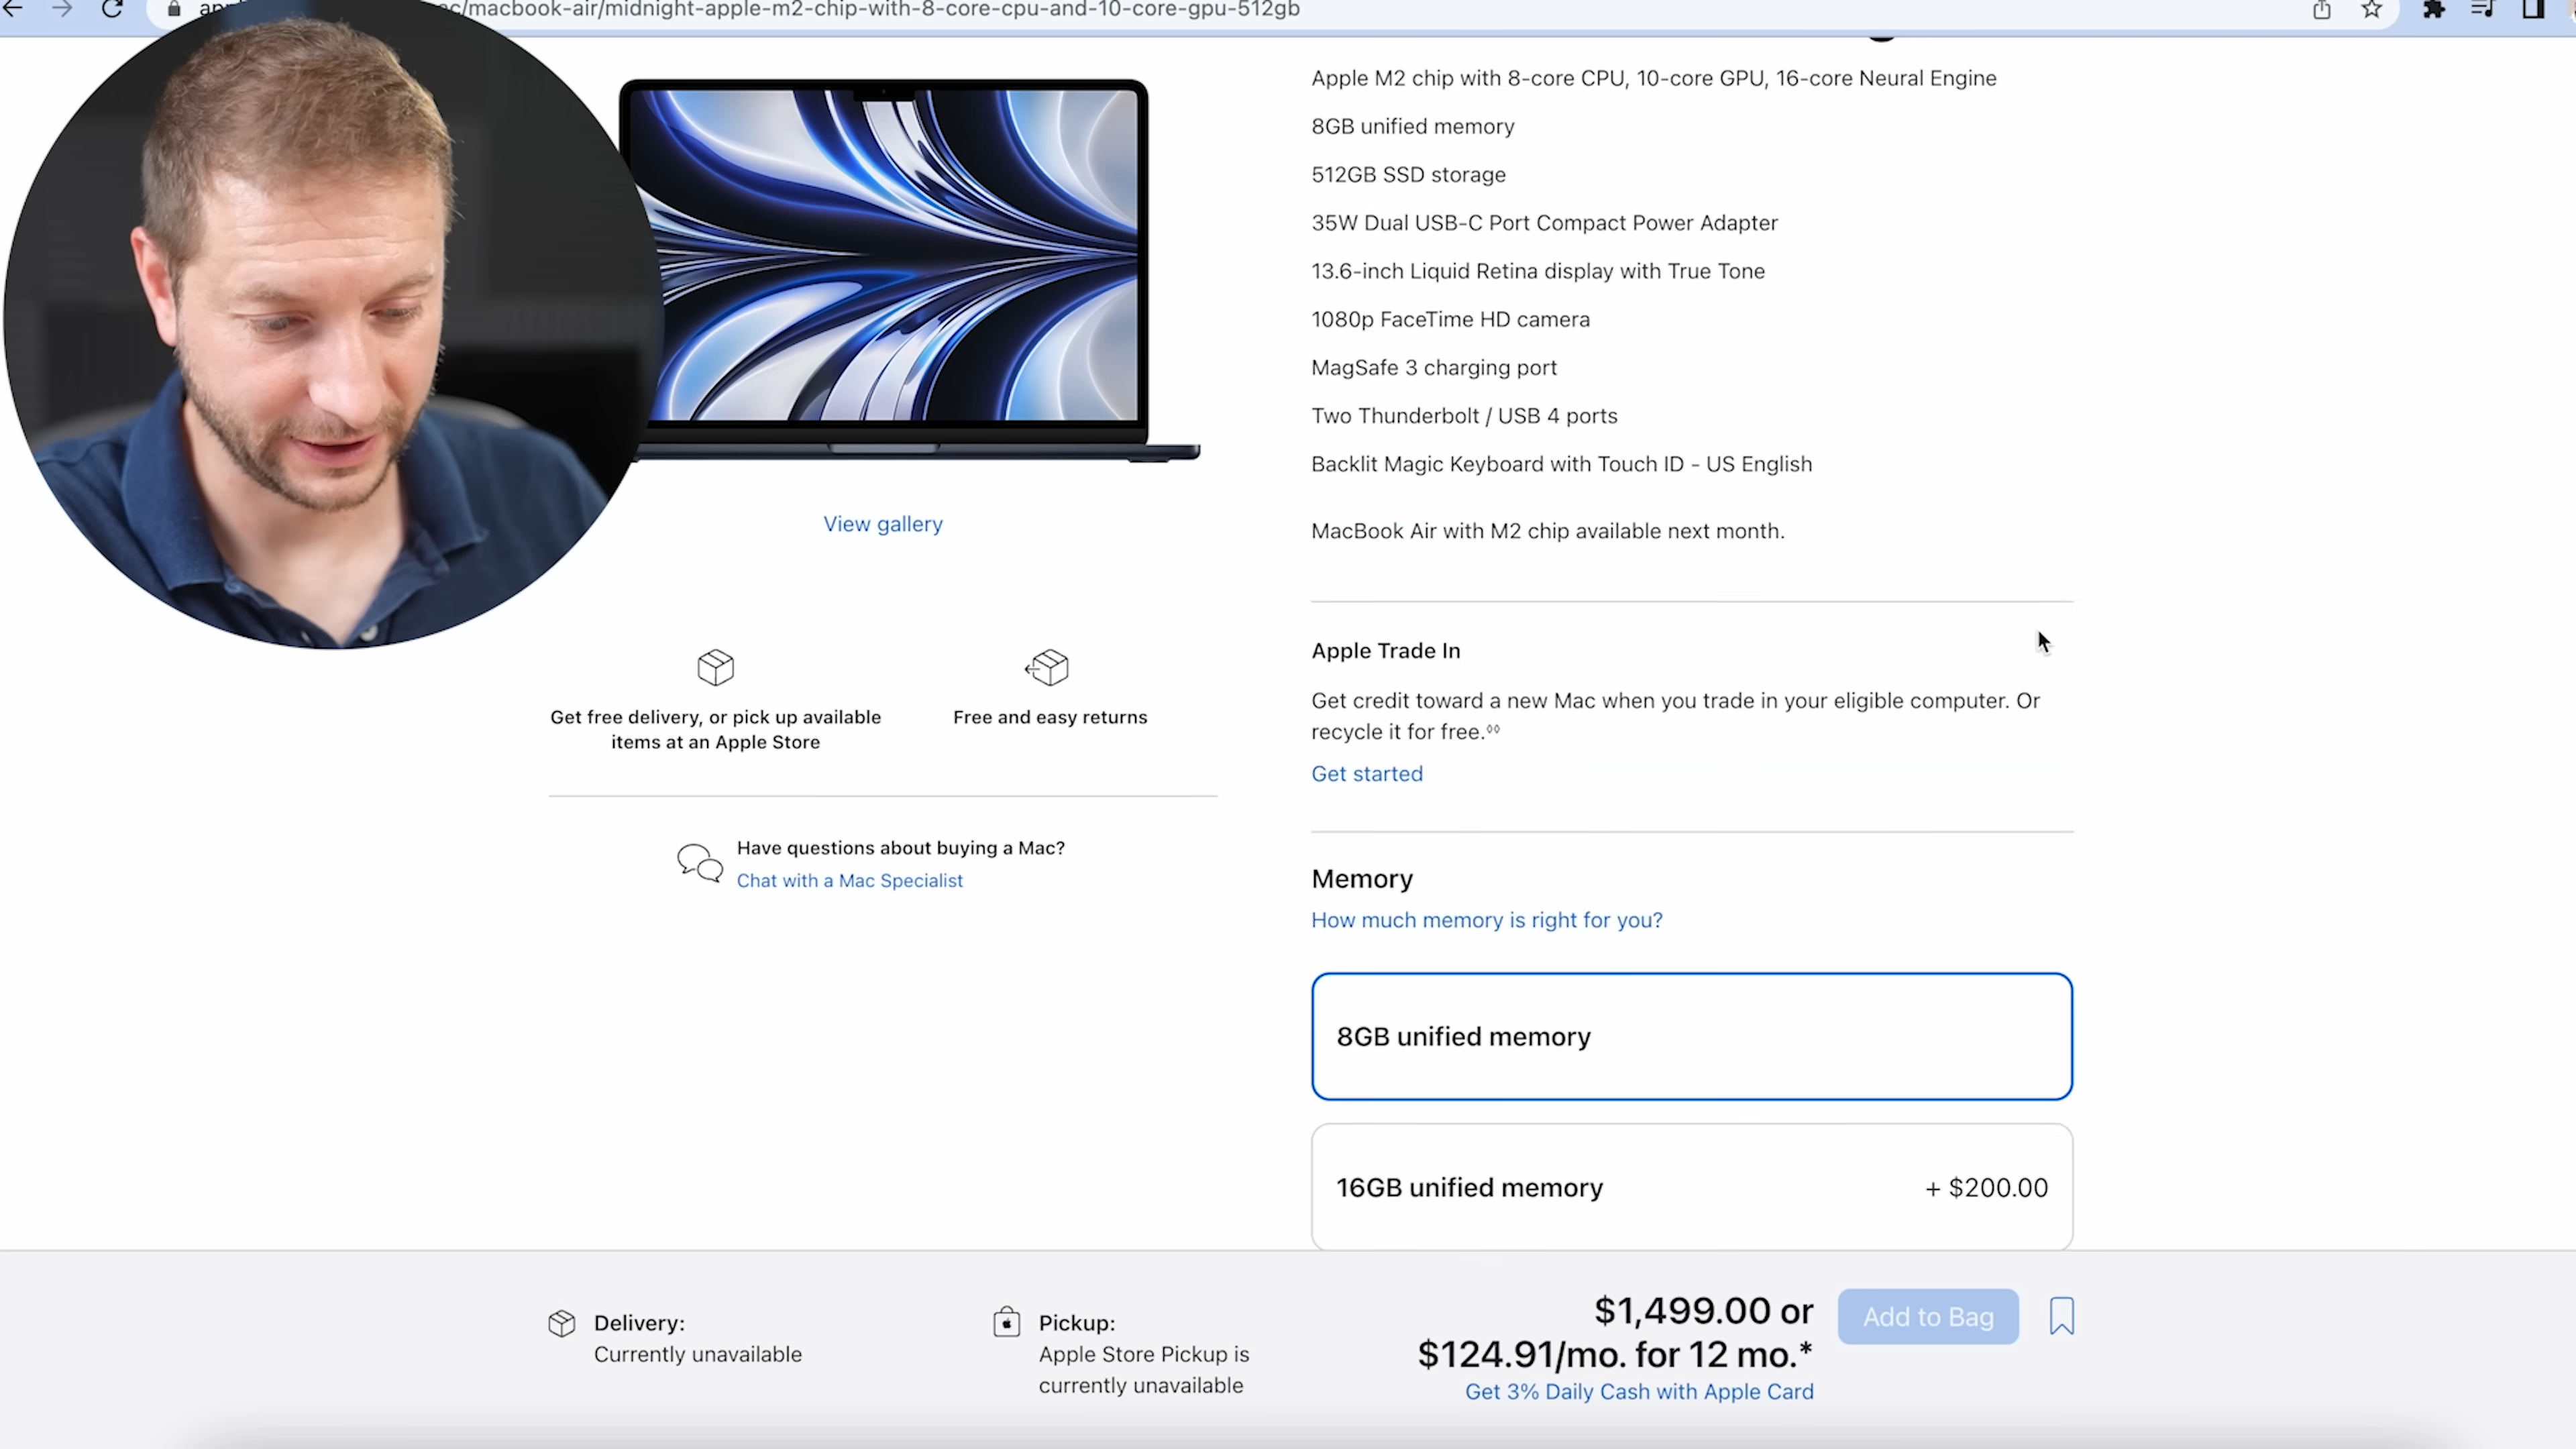 c/macbook-air/midnight-apple-m2-chip-with-8-core-cpu-and-10-core-gpu-512gb
Apple M2 chip with 8-core CPU, 10-core GPU, 16-core Neural Engine
8GB unified memory
512GB SSD storage
35W Dual USB-C Port Compact Power Adapter
13.6-inch Liquid Retina display with True Tone
1080p FaceTime HD camera
MagSafe 3 charging port
Two Thunderbolt / USB 4 ports
Backlit Magic Keyboard with Touch ID - US English
MacBook Air with M2 chip available next month.
View gallery
Get free delivery, or pick up available
items at an Apple Store
Free and easy returns
Have questions about buying a Mac?
Chat with a Mac Specialist
Apple Trade In
Get credit toward a new Mac when you trade in your eligible computer. Or
recycle it for free.◊◊
Get started
Memory
How much memory is right for you?
8GB unified memory
16GB unified memory + $200.00
Delivery:
Currently unavailable
Pickup:
Apple Store Pickup is
currently unavailable
$1,499.00 or
$124.91/mo. for 12 mo.*
Get 3% Daily Cash with Apple Card
Add to Bag